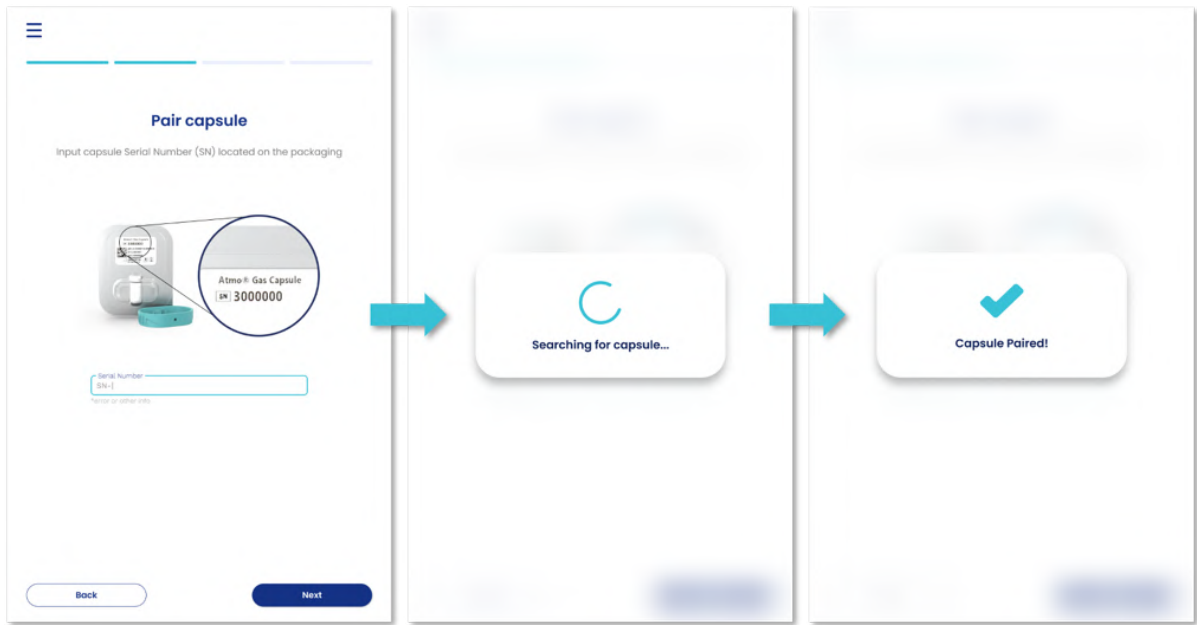 Pair capsule
Input capsule Serial Number (SN) located on the packaging
Atmo® Gas Capsule
SN 3000000
Serial Number
SN-
*error or other info
Back
Next
Searching for capsule...
Capsule Paired!